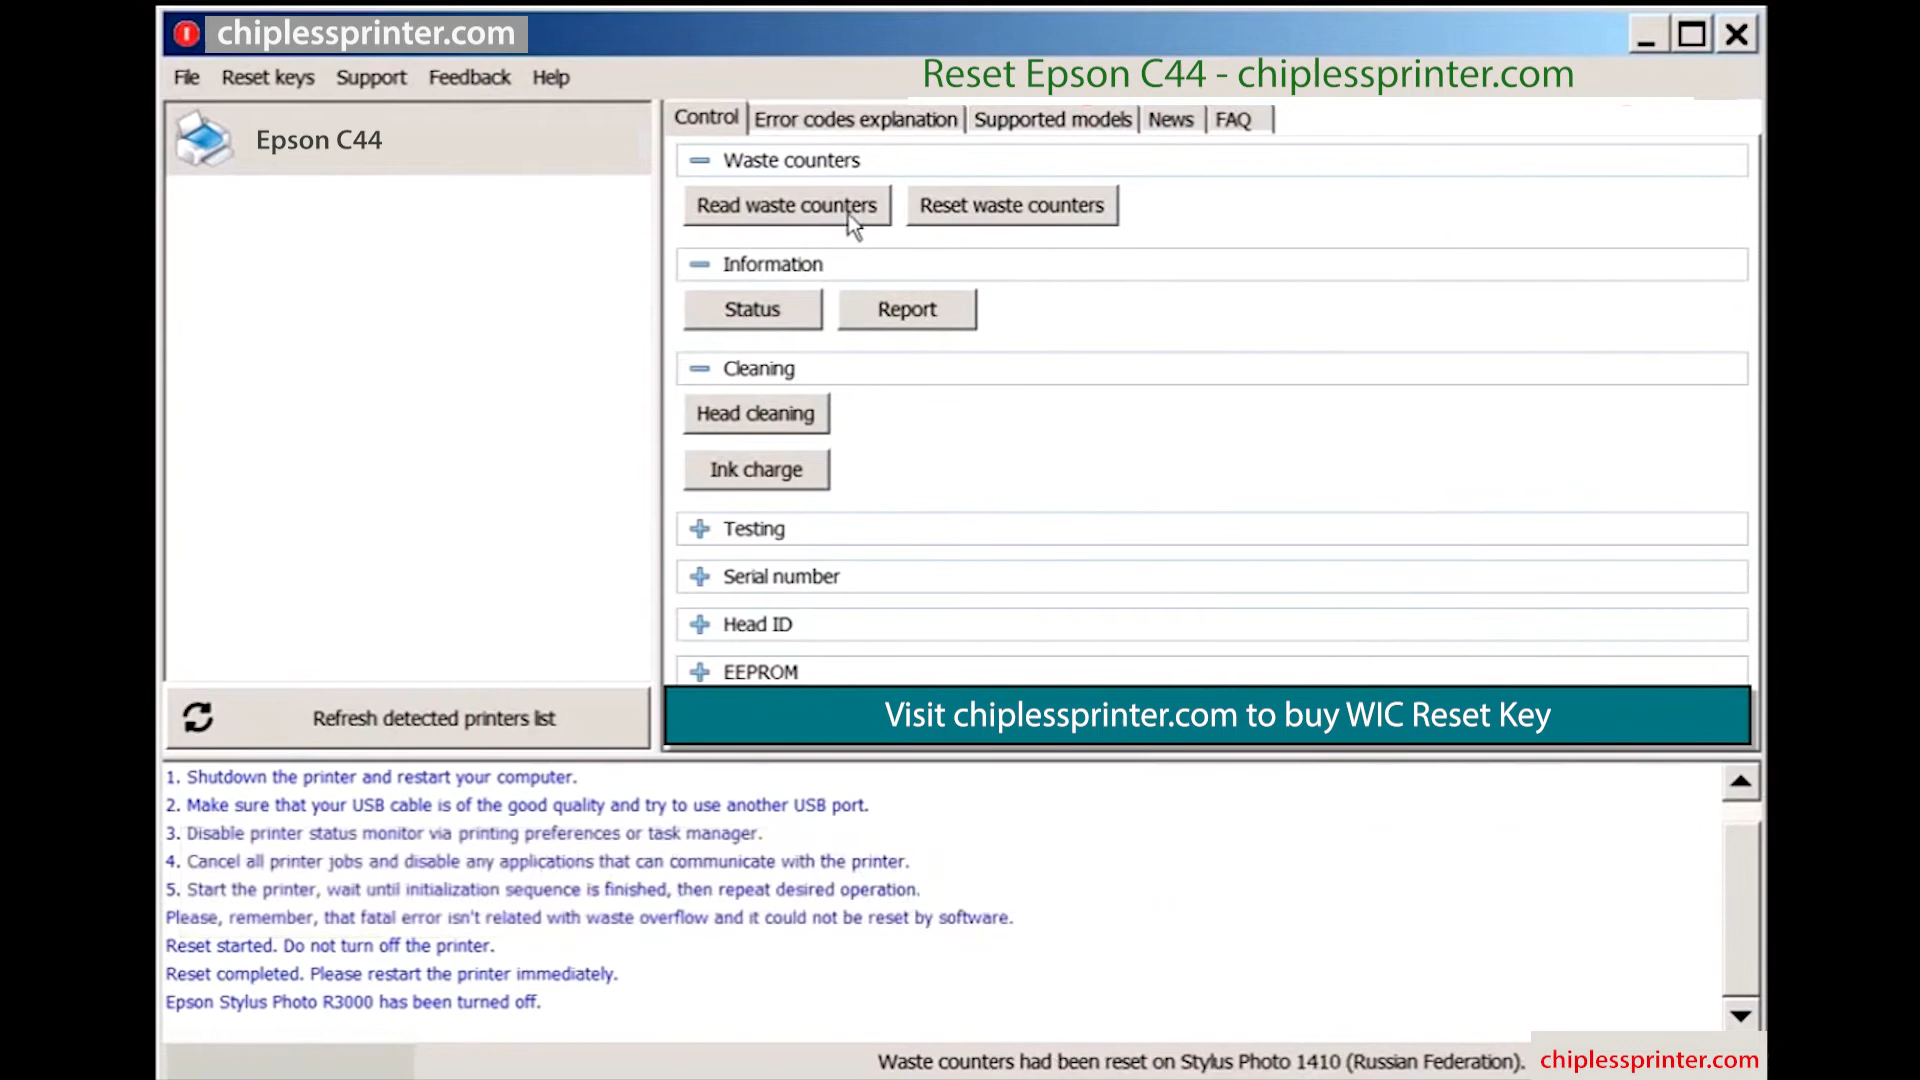 chiplessprinter.com
File Reset keys Support Feedback Help
Reset Epson C44 - chiplessprinter.com
Epson C44
Control Error codes explanation Supported models News FAQ
Waste counters
Read waste counters Reset waste counters
Information
Status Report
Cleaning
Head cleaning
Ink charge
Testing
Serial number
Head ID
EEPROM
Refresh detected printers list
Visit chiplessprinter.com to buy WIC Reset Key
1. Shutdown the printer and restart your computer.
2. Make sure that your USB cable is of the good quality and try to use another USB port.
3. Disable printer status monitor via printing preferences or task manager.
4. Cancel all printer jobs and disable any applications that can communicate with the printer.
5. Start the printer, wait until initialization sequence is finished, then repeat desired operation.
Please, remember, that fatal error isn't related with waste overflow and it could not be reset by software.
Reset started. Do not turn off the printer.
Reset completed. Please restart the printer immediately.
Epson Stylus Photo R3000 has been turned off.
Waste counters had been reset on Stylus Photo 1410 (Russian Federation).
chiplessprinter.com